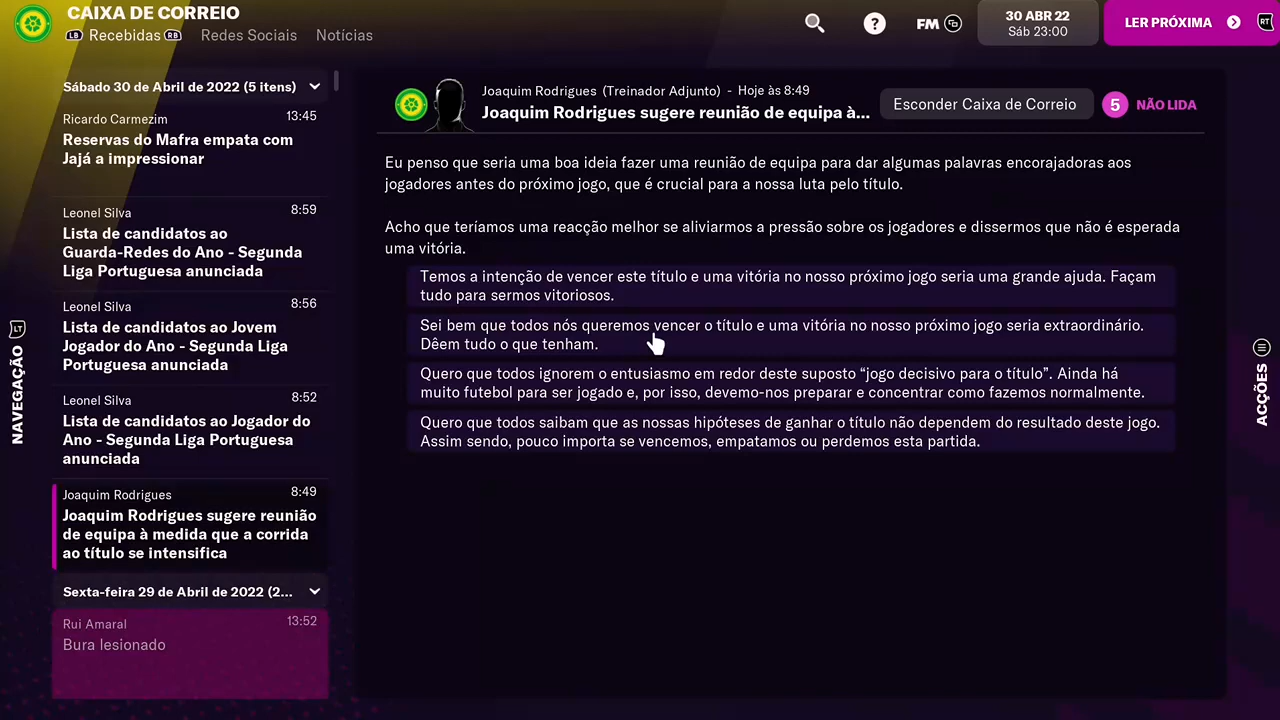 CAIXA DE CORREIO
LB Recebidas RB Redes Sociais Notícias
?
FM
30 ABR 22
Sáb 23:00
LER PRÓXIMA
RT
Sábado 30 de Abril de 2022 (5 itens)
Ricardo Carmezim 13:45
Reservas do Mafra empata com
Jajá a impressionar
Leonel Silva 8:59
Lista de candidatos ao
Guarda-Redes do Ano - Segunda
Liga Portuguesa anunciada
Leonel Silva 8:56
Lista de candidatos ao Jovem
Jogador do Ano - Segunda Liga
Portuguesa anunciada
Leonel Silva 8:52
Lista de candidatos ao Jogador do
Ano - Segunda Liga Portuguesa
anunciada
Joaquim Rodrigues 8:49
Joaquim Rodrigues sugere reunião
de equipa à medida que a corrida
ao título se intensifica
Sexta-feira 29 de Abril de 2022 (2...
Rui Amaral 13:52
Bura lesionado
LT
NAVEGAÇÃO
Joaquim Rodrigues (Treinador Adjunto) - Hoje às 8:49
Joaquim Rodrigues sugere reunião de equipa à...
Esconder Caixa de Correio
5 NÃO LIDA
Eu penso que seria uma boa ideia fazer uma reunião de equipa para dar algumas palavras encorajadoras aos
jogadores antes do próximo jogo, que é crucial para a nossa luta pelo título.
Acho que teríamos uma reacção melhor se aliviarmos a pressão sobre os jogadores e dissermos que não é esperada
uma vitória.
Temos a intenção de vencer este título e uma vitória no nosso próximo jogo seria uma grande ajuda. Façam
tudo para sermos vitoriosos.
Sei bem que todos nós queremos vencer o título e uma vitória no nosso próximo jogo seria extraordinário.
Dêem tudo o que tenham.
Quero que todos ignorem o entusiasmo em redor deste suposto “jogo decisivo para o título”. Ainda há
muito futebol para ser jogado e, por isso, devemo-nos preparar e concentrar como fazemos normalmente.
Quero que todos saibam que as nossas hipóteses de ganhar o título não dependem do resultado deste jogo.
Assim sendo, pouco importa se vencemos, empatamos ou perdemos esta partida.
ACÇÕES